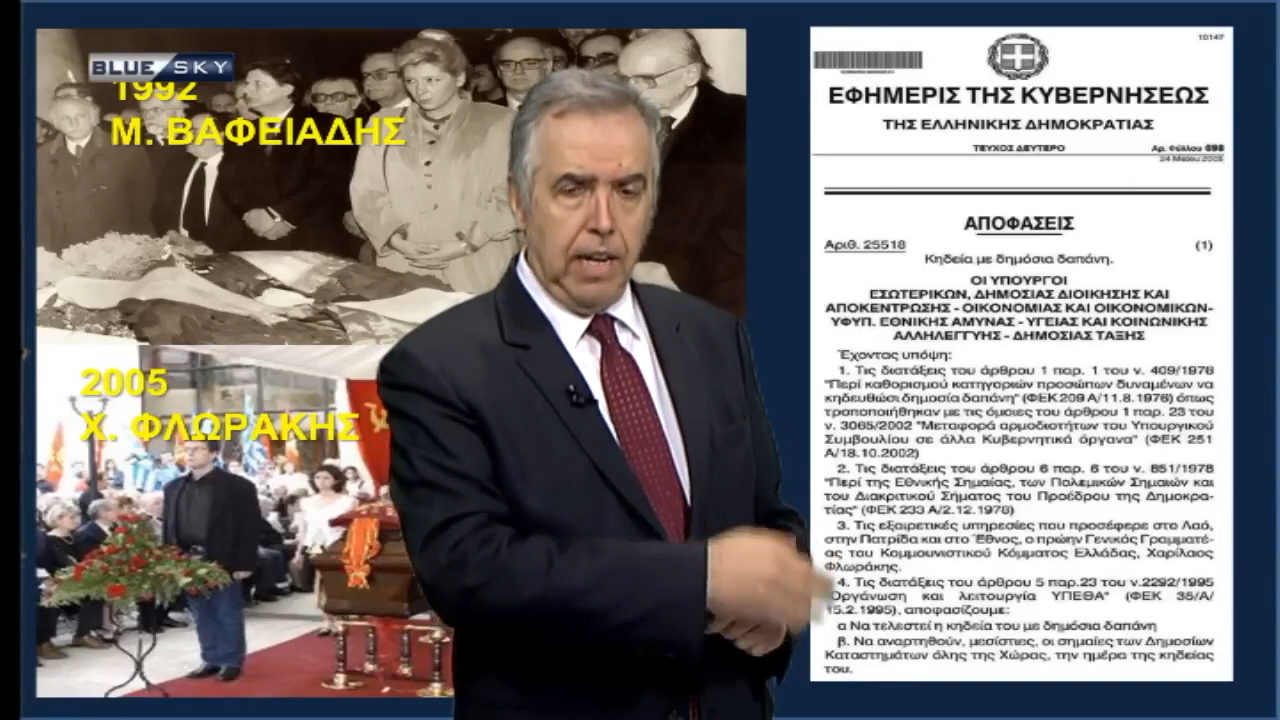 BLUE SKY
1992
Μ. ΒΑΦΕΙΑΔΗΣ
2005
Χ. ΦΛΩΡΑΚΗΣ
10147
ΕΦΗΜΕΡΙΣ ΤΗΣ ΚΥΒΕΡΝΗΣΕΩΣ
ΤΗΣ ΕΛΛΗΝΙΚΗΣ ΔΗΜΟΚΡΑΤΙΑΣ
ΤΕΥΧΟΣ ΔΕΥΤΕΡΟ
Αρ. Φύλλου 698
24 Μαΐου 2005
ΑΠΟΦΑΣΕΙΣ
Αριθ. 25518 (1)
Κηδεία με δημόσια δαπάνη.
ΟΙ ΥΠΟΥΡΓΟΙ
ΕΣΩΤΕΡΙΚΩΝ, ΔΗΜΟΣΙΑΣ ΔΙΟΙΚΗΣΗΣ ΚΑΙ
ΑΠΟΚΕΝΤΡΩΣΗΣ - ΟΙΚΟΝΟΜΙΑΣ ΚΑΙ ΟΙΚΟΝΟΜΙΚΩΝ-
ΥΦΥΠ. ΕΘΝΙΚΗΣ ΑΜΥΝΑΣ - ΥΓΕΙΑΣ ΚΑΙ ΚΟΙΝΩΝΙΚΗΣ
ΑΛΛΗΛΕΓΓΥΗΣ - ΔΗΜΟΣΙΑΣ ΤΑΞΗΣ
Έχοντας υπόψη:
1. Τις διατάξεις του άρθρου 1 παρ. 1 του ν. 409/1976
"Περί καθορισμού κατηγοριών προσώπων δυναμένων να
κηδευθώσι δημοσία δαπάνη" (ΦΕΚ 209 Α/11.8.1976) όπως
τροποποιήθηκαν με τις όμοιες του άρθρου 1 παρ. 23 του
ν. 3065/2002 "Μεταφορά αρμοδιοτήτων του Υπουργικού
Συμβουλίου σε άλλα Κυβερνητικά όργανα" (ΦΕΚ 251
Α/18.10.2002)
2. Τις διατάξεις του άρθρου 6 παρ. 6 του ν. 851/1978
"Περί της Εθνικής Σημαίας, των Πολεμικών Σημαιών και
του Διακριτικού Σήματος του Προέδρου της Δημοκρα-
τίας" (ΦΕΚ 233 Α/2.12.1978)
3. Τις εξαιρετικές υπηρεσίες που προσέφερε στο Λαό,
στην Πατρίδα και στο Έθνος, ο πρώην Γενικός Γραμματέ-
ας του Κομμουνιστικού Κόμματος Ελλάδας, Χαρίλαος
Φλωράκης.
4. Τις διατάξεις του άρθρου 5 παρ.23 του ν.2292/1995
Οργάνωση και λειτουργία ΥΠΕΘΑ" (ΦΕΚ 35/Α/
15.2.1995), αποφασίζουμε:
α Να τελεστεί η κηδεία του με δημόσια δαπάνη
β. Να αναρτηθούν, μεσίστιες, οι σημαίες των Δημοσίων
Καταστημάτων όλης της Χώρας, την ημέρα της κηδείας
του.